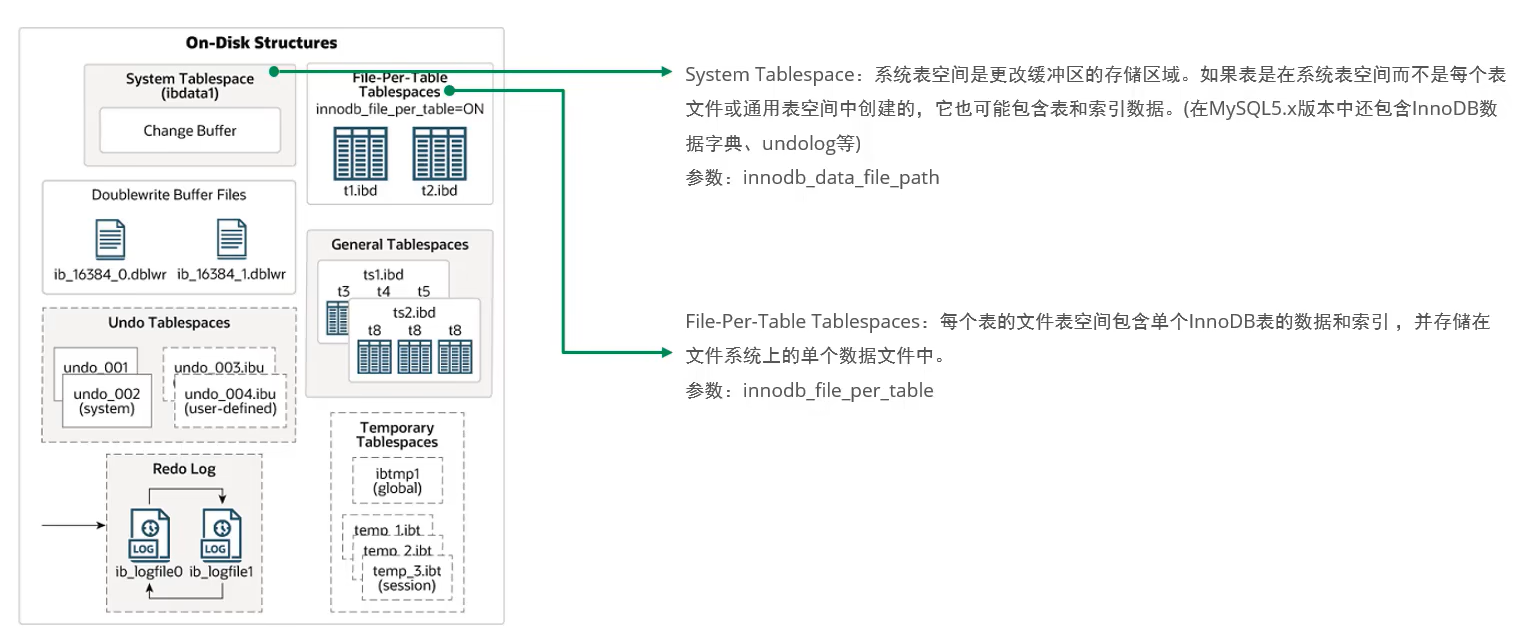 On-Disk Structures
System Tablespace
(ibdata1)
Change Buffer
File-Per-Table
Tablespaces
innodb_file_per_table=ON
t1.ibd
t2.ibd
Doublewrite Buffer Files
ib_16384_0.dblwr
ib_16384_1.dblwr
General Tablespaces
ts1.ibd
t3 t4 t5
ts2.ibd
t8 t8 t8
Undo Tablespaces
undo_001
undo_002
(system)
undo_003.ibu
undo_004.ibu
(user-defined)
Temporary
Tablespaces
ibtmp1
(global)
temp_1.ibt
temp_2.ibt
temp_3.ibt
(session)
Redo Log
LOG
LOG
ib_logfile0
ib_logfile1
System Tablespace：系统表空间是更改缓冲区的存储区域。如果表是在系统表空间而不是每个表
文件或通用表空间中创建的，它也可能包含表和索引数据。(在MySQL5.x版本中还包含InnoDB数
据字典、undolog等)
参数：innodb_data_file_path
File-Per-Table Tablespaces：每个表的文件表空间包含单个InnoDB表的数据和索引 ，并存储在
文件系统上的单个数据文件中。
参数：innodb_file_per_table